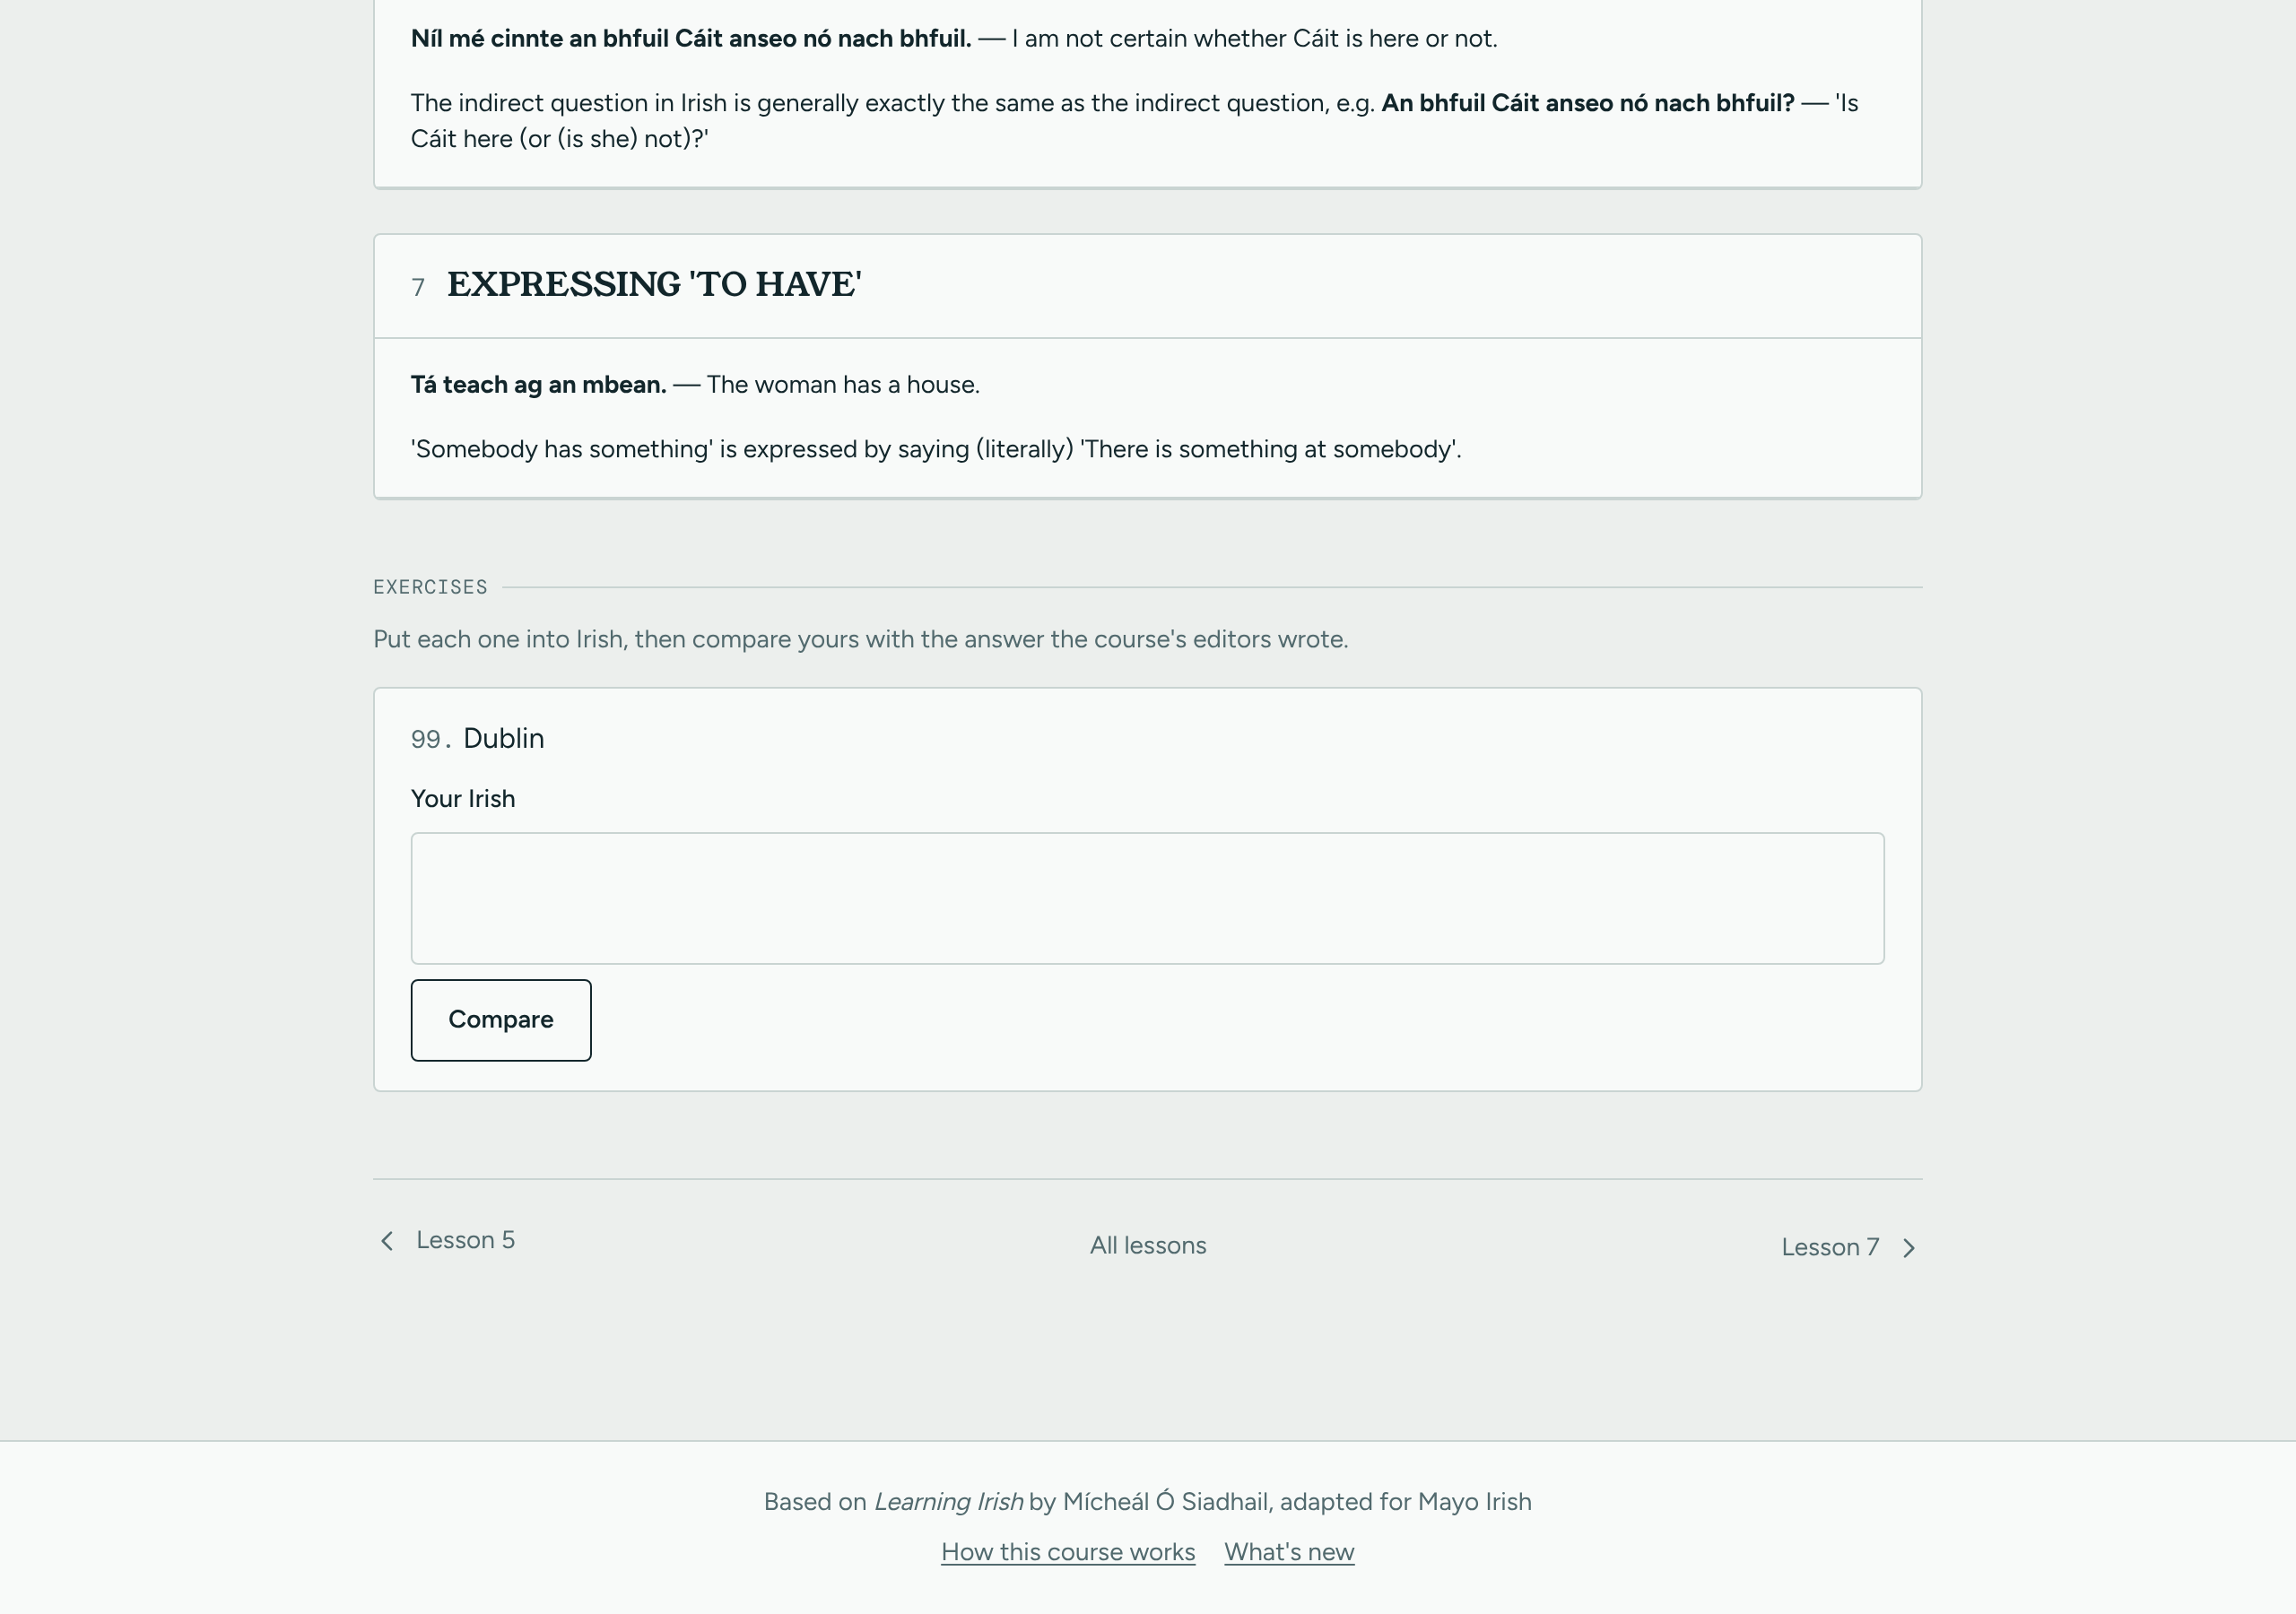 Níl mé cinnte an bhfuil Cáit anseo nó nach bhfuil. — I am not certain whether Cáit is here or not.
The indirect question in Irish is generally exactly the same as the indirect question, e.g. An bhfuil Cáit anseo nó nach bhfuil? — 'Is
Cáit here (or (is she) not)?'
7 EXPRESSING 'TO HAVE'
Tá teach ag an mbean. — The woman has a house.
'Somebody has something' is expressed by saying (literally) 'There is something at somebody'.
EXERCISES
Put each one into Irish, then compare yours with the answer the course's editors wrote.
99. Dublin
Your Irish
Compare
Lesson 5
All lessons
Lesson 7
Based on Learning Irish by Mícheál Ó Siadhail, adapted for Mayo Irish
How this course works What's new